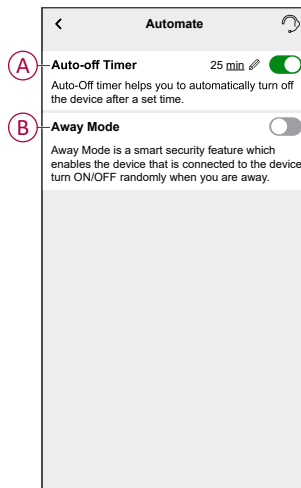 Automate
A Auto-off Timer 25 min
Auto-Off timer helps you to automatically turn off
the device after a set time.
B Away Mode
Away Mode is a smart security feature which
enables the device that is connected to the device
turn ON/OFF randomly when you are away.